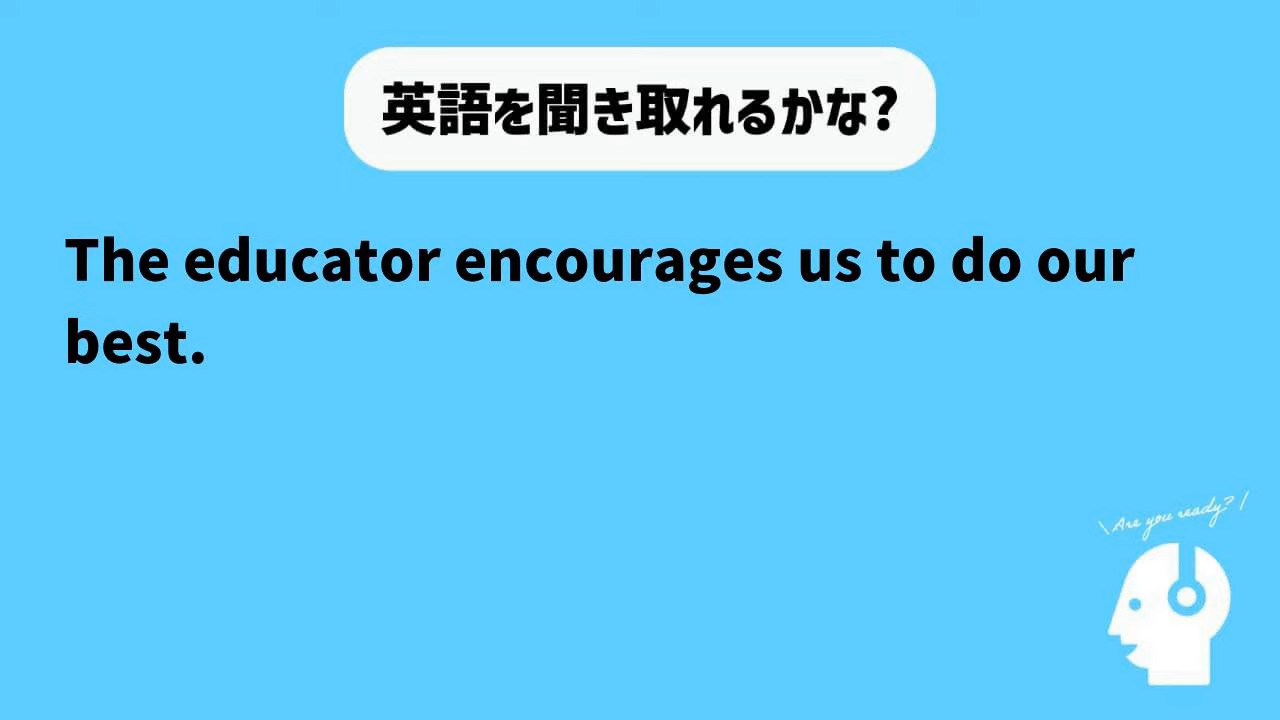 英語を聞き取れるかな?
The educator encourages us to do our
best.
\ Are you ready? /